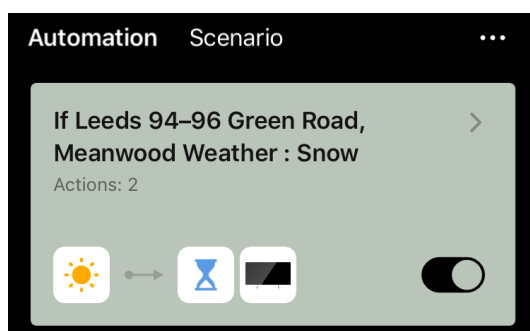 Automation Scenario
If Leeds 94–96 Green Road,
Meanwood Weather : Snow
Actions: 2